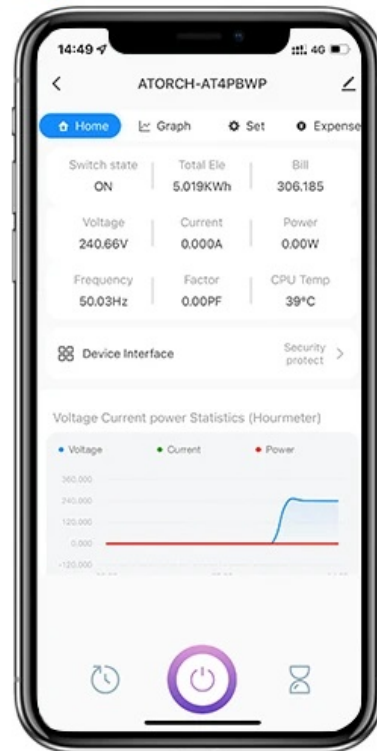 14:49 4G
ATORCH-AT4PBWP
Home Graph Set Expense
Switch state Total Ele Bill
ON 5.019KWh 306.185
Voltage Current Power
240.66V 0.000A 0.00W
Frequency Factor CPU Temp
50.03Hz 0.00PF 39°C
Device Interface Security protect
Voltage Current power Statistics (Hourmeter)
Voltage Current Power
360.000
240.000
120.000
0.000
-120.000